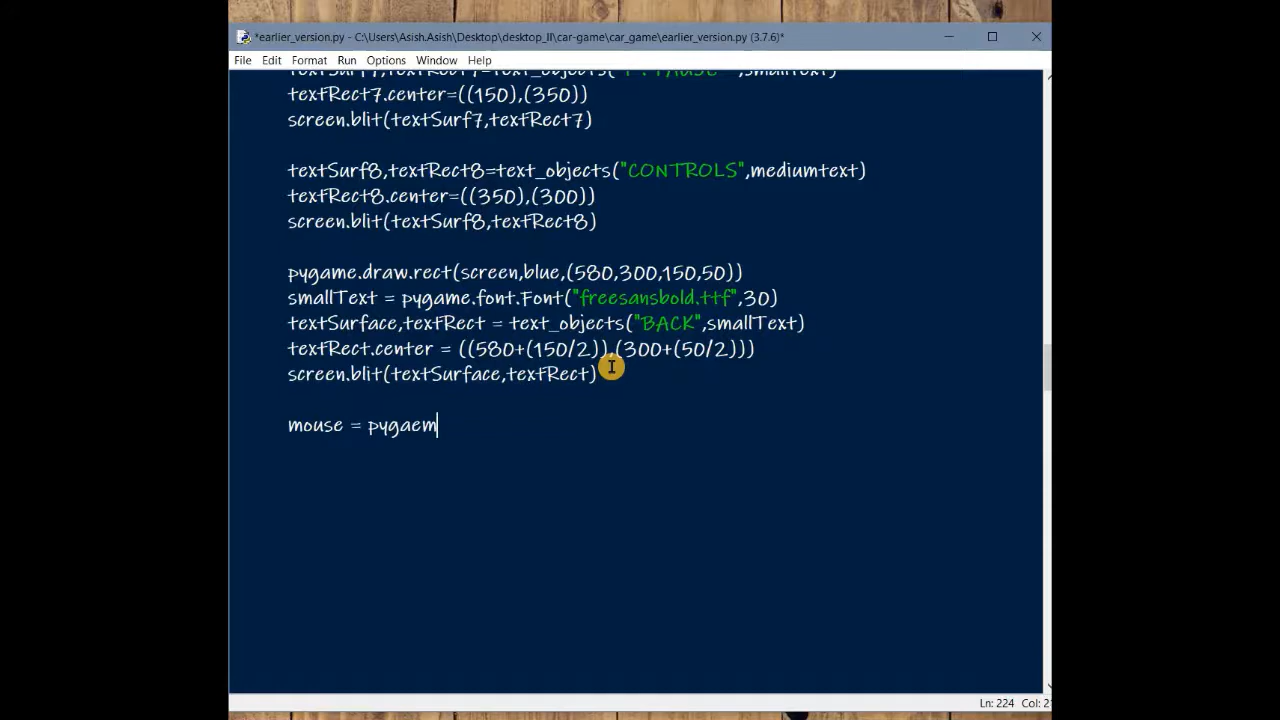 *earlier_version.py - C:\Users\Asish.Asish\Desktop\desktop_II\car-game\car_game\earlier_version.py (3.7.6)*
File Edit Format Run Options Window Help
textRect7.center=((150),(350))
screen.blit(textSurf7,textRect7)
textSurf8,textRect8=text_objects("CONTROLS",mediumtext)
textRect8.center=((350),(300))
screen.blit(textSurf8,textRect8)
pygame.draw.rect(screen,blue,(580,300,150,50))
smallText = pygame.font.Font("freesansbold.ttf",30)
textSurface,textRect = text_objects("BACK",smallText)
textRect.center = ((580+(150/2)),(300+(50/2)))
screen.blit(textSurface,textRect)
mouse = pygaem
Ln: 224 Col: